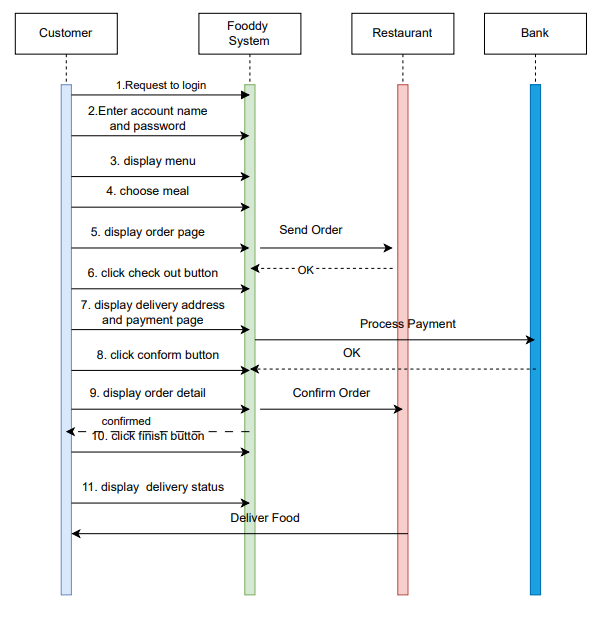 Customer
Fooddy
System
Restaurant
Bank
1.Request to login
2.Enter account name
and password
3. display menu
4. choose meal
5. display order page
Send Order
6. click check out button
OK
7. display delivery address
and payment page
Process Payment
8. click conform button
OK
9. display order detail
Confirm Order
confirmed
10. click finish button
11. display delivery status
Deliver Food